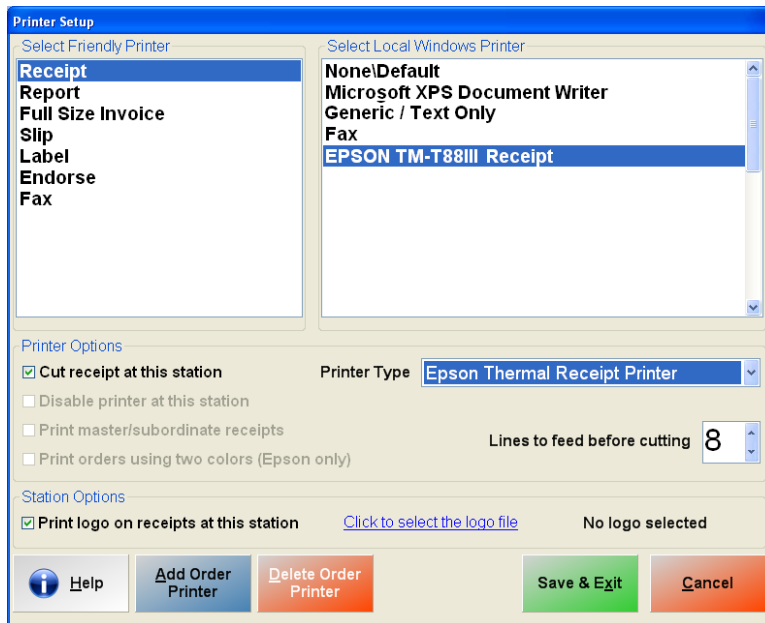 Printer Setup
Select Friendly Printer
Receipt
Report
Full Size Invoice
Slip
Label
Endorse
Fax
Select Local Windows Printer
None\Default
Microsoft XPS Document Writer
Generic / Text Only
Fax
EPSON TM-T88III Receipt
Printer Options
Cut receipt at this station
Disable printer at this station
Print master/subordinate receipts
Print orders using two colors (Epson only)
Printer Type Epson Thermal Receipt Printer
Lines to feed before cutting 8
Station Options
Print logo on receipts at this station Click to select the logo file No logo selected
Help
Add Order
Printer
Delete Order
Printer
Save & Exit
Cancel